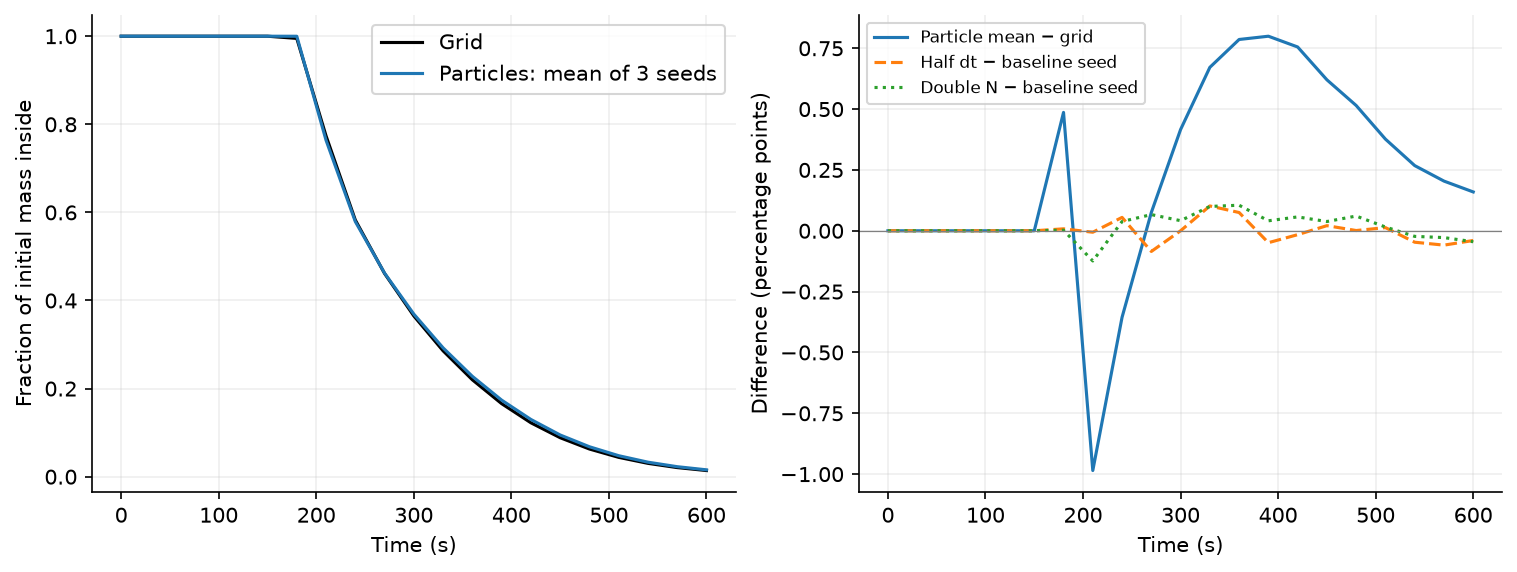 Fraction of initial mass inside
1.0
0.8
0.6
0.4
0.2
0.0
Grid
Particles: mean of 3 seeds
0 100 200 300 400 500 600
Time (s)
Difference (percentage points)
0.75
0.50
0.25
0.00
−0.25
−0.50
−0.75
−1.00
Particle mean − grid
Half dt − baseline seed
Double N − baseline seed
0 100 200 300 400 500 600
Time (s)